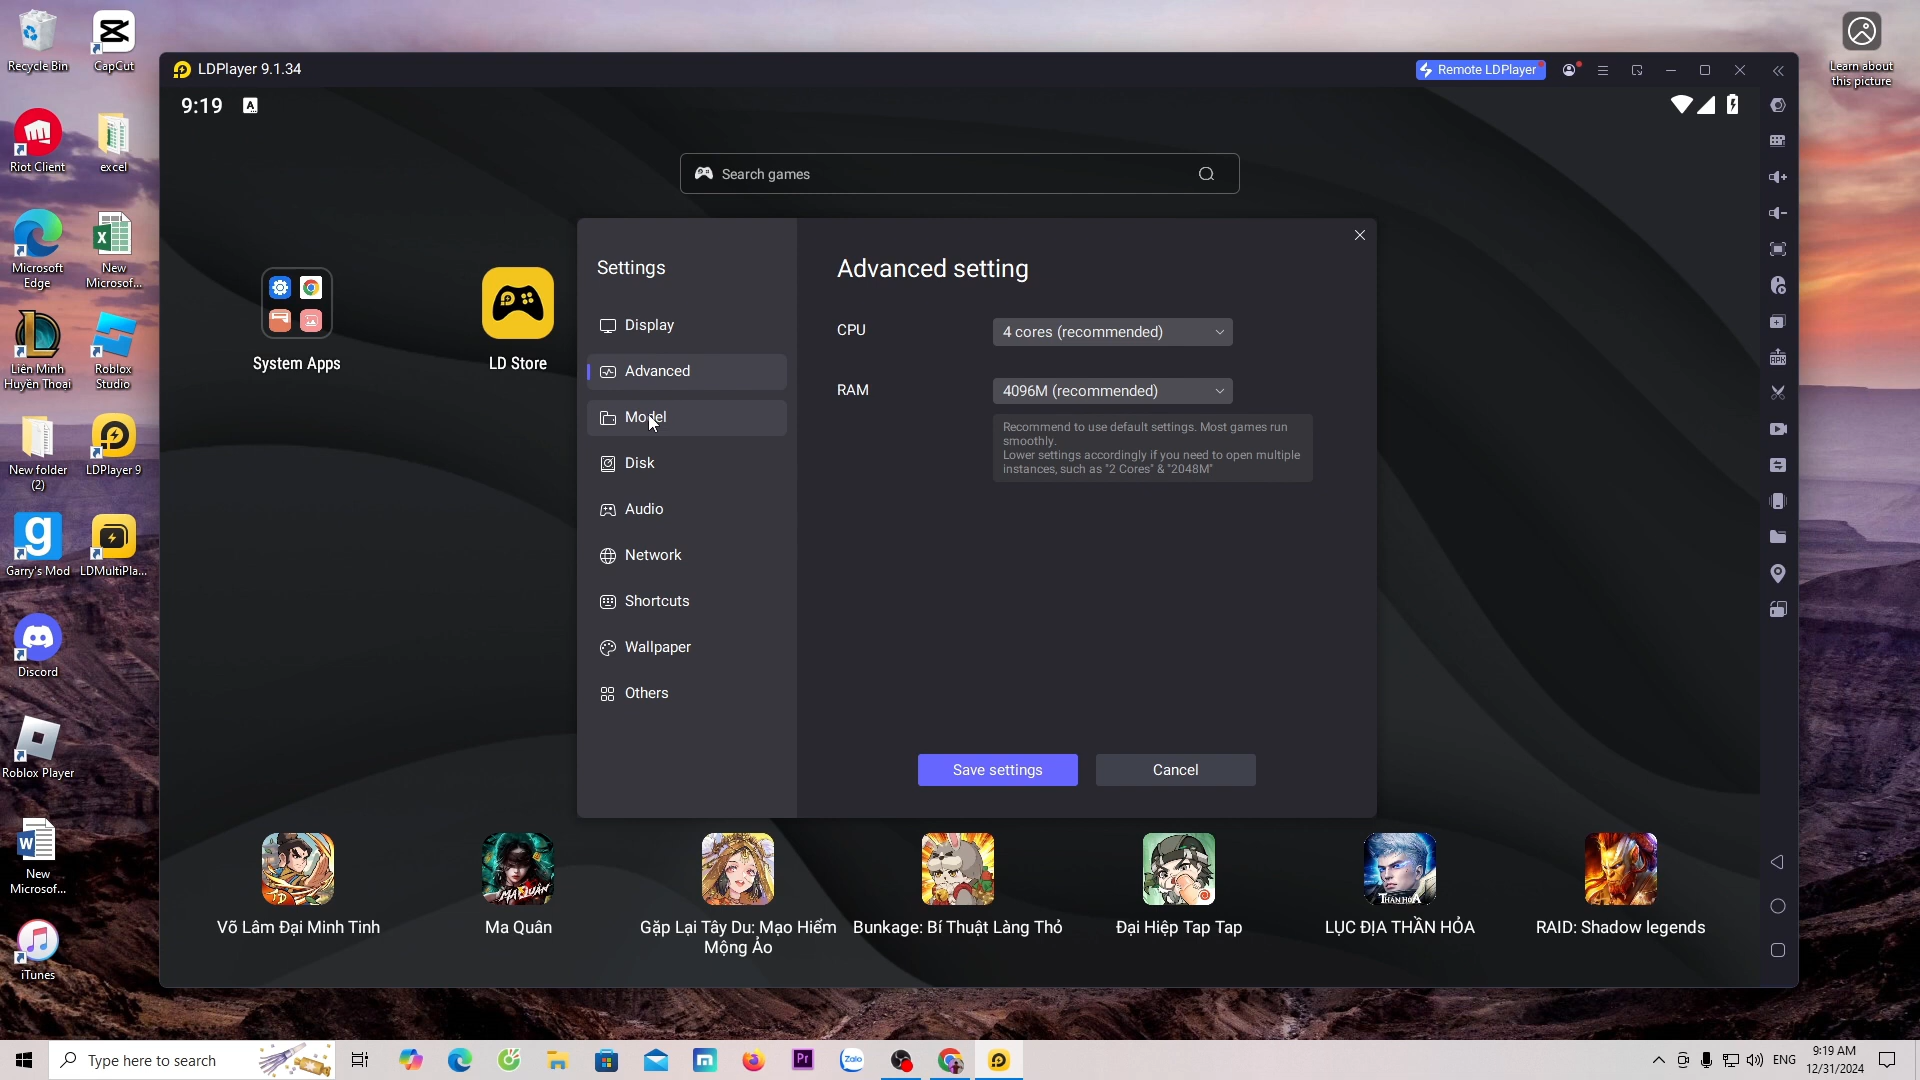 Recycle Bin
CapCut
Riot Client
excel
Microsoft
Edge
New
Microsof...
Liên Minh
Huyền Thoại
Roblox
Studio
New folder
(2)
LDPlayer 9
Garry's Mod
LDMultiPla...
Discord
Roblox Player
New
Microsof...
iTunes
Learn about
this picture
LDPlayer 9.1.34
Remote LDPlayer
9:19
A
Search games
System Apps
LD Store
Settings
Display
Advanced
Model
Disk
Audio
Network
Shortcuts
Wallpaper
Others
Advanced setting
CPU
4 cores (recommended)
RAM
4096M (recommended)
Recommend to use default settings. Most games run
smoothly.
Lower settings accordingly if you need to open multiple
instances, such as "2 Cores" & "2048M"
Save settings
Cancel
MA QUÂN
THẦN HỎA
Võ Lâm Đại Minh Tinh
Ma Quân
Gặp Lại Tây Du: Mạo Hiểm
Mộng Ảo
Bunkage: Bí Thuật Làng Thỏ
Đại Hiệp Tap Tap
LỤC ĐỊA THẦN HỎA
RAID: Shadow legends
APK
Type here to search
Pr
Zalo
ENG
9:19 AM
12/31/2024